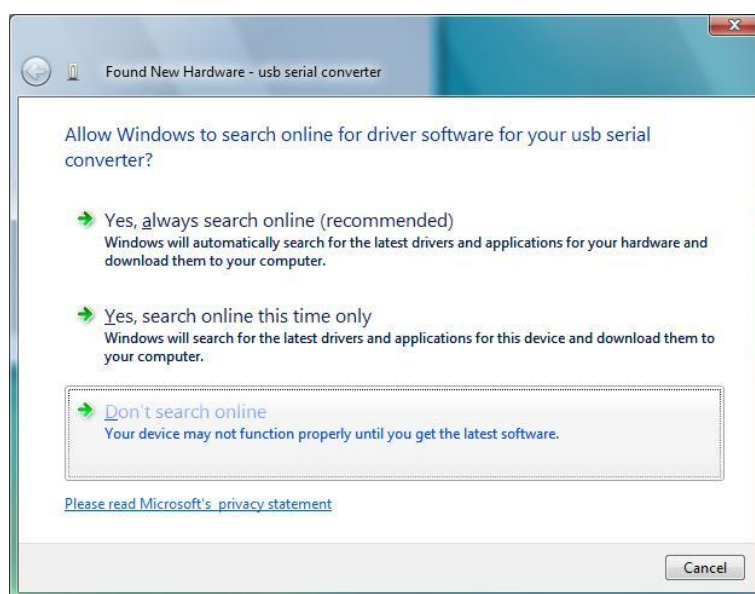 Found New Hardware - usb serial converter
Allow Windows to search online for driver software for your usb serial
converter?
Yes, always search online (recommended)
Windows will automatically search for the latest drivers and applications for your hardware and
download them to your computer.
Yes, search online this time only
Windows will search for the latest drivers and applications for this device and download them to
your computer.
Don't search online
Your device may not function properly until you get the latest software.
Please read Microsoft's privacy statement
Cancel